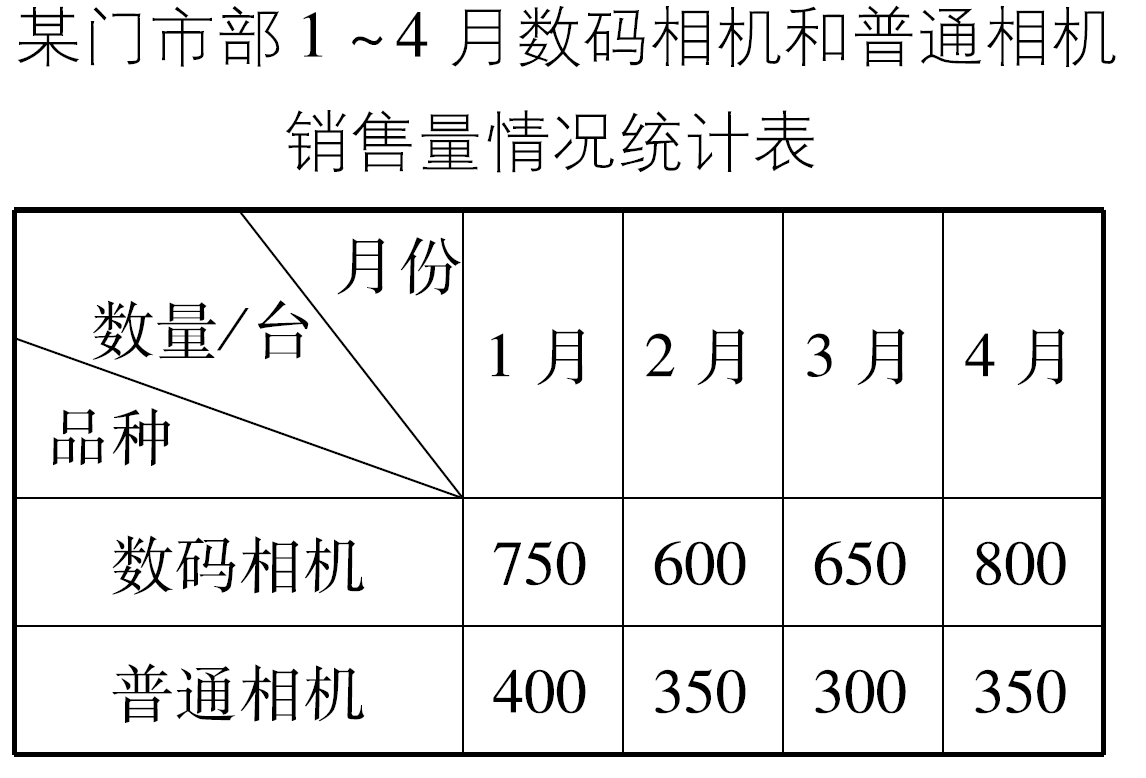 某门市部1~4月数码相机和普通相机
销售量情况统计表
月份
数量/台
品种
1月 2月 3月 4月
数码相机 750 600 650 800
普通相机 400 350 300 350